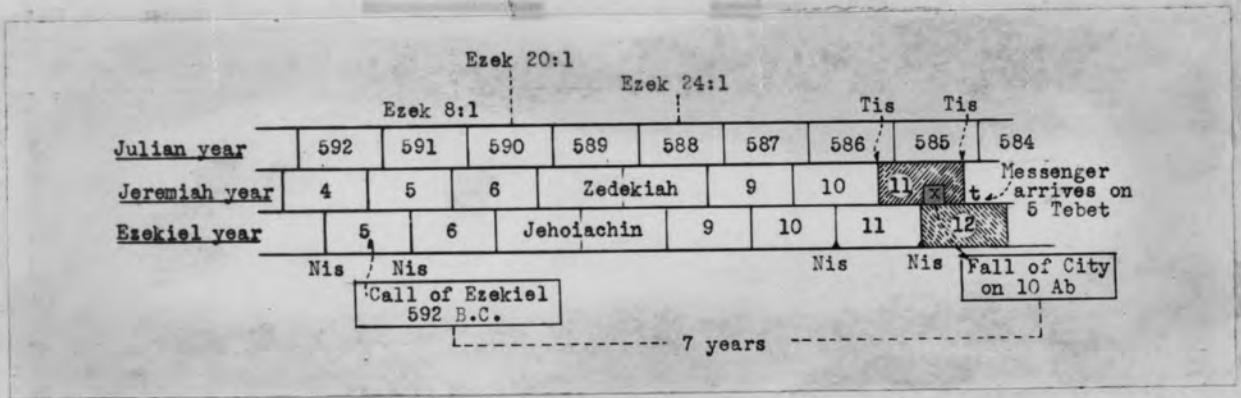 Ezek 20:1
Ezek 24:1
Ezek 8:1
Tis Tis
Julian year 592 591 590 589 588 587 586 585 584
Jeremiah year 4 5 6 Zedekiah 9 10 11 x t Messenger
arrives on
5 Tebet
Ezekiel year 5 6 Jehoiachin 9 10 11 12
Nis Nis Nis Nis
Fall of City
on 10 Ab
Call of Ezekiel
592 B.C.
7 years